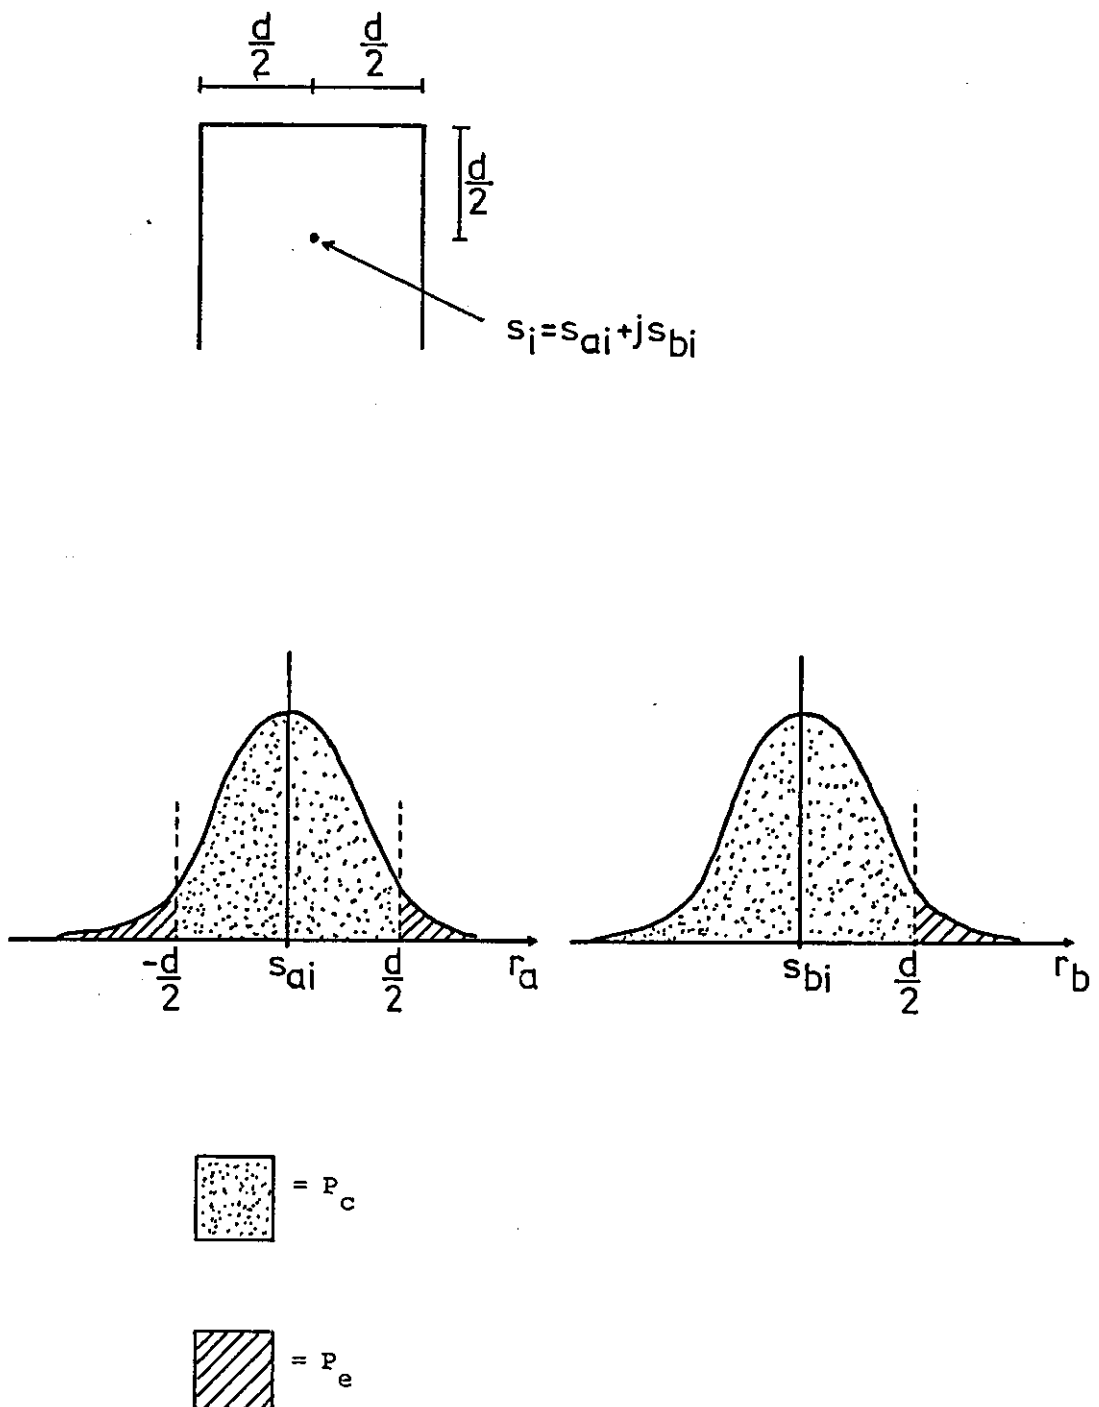 d/2 d/2
d/2
s_i=s_ai+js_bi
-d/2 s_ai d/2 r_a s_bi d/2 r_b
= P_c
= P_e